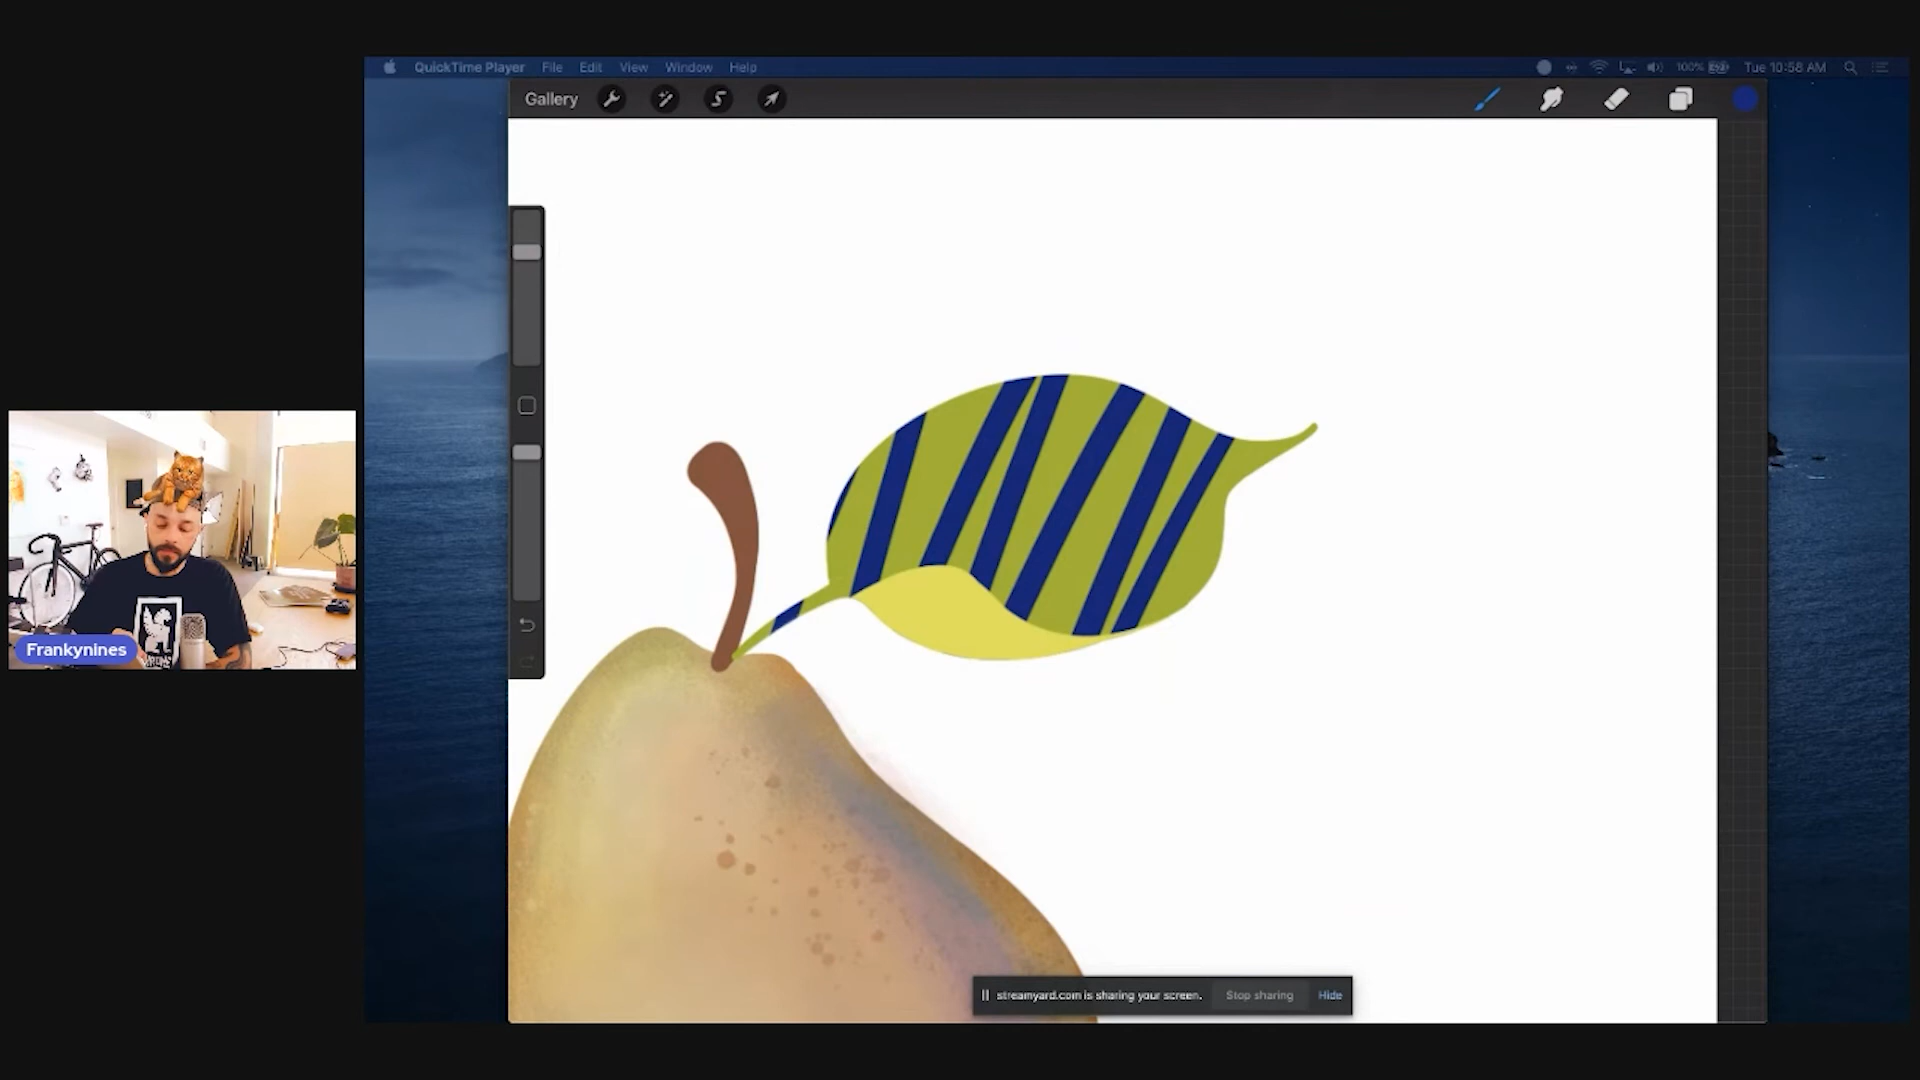 QuickTime Player File Edit View Window Help 100% Tue 10:58 AM
Gallery
Frankynines
streamyard.com is sharing your screen. Stop sharing Hide